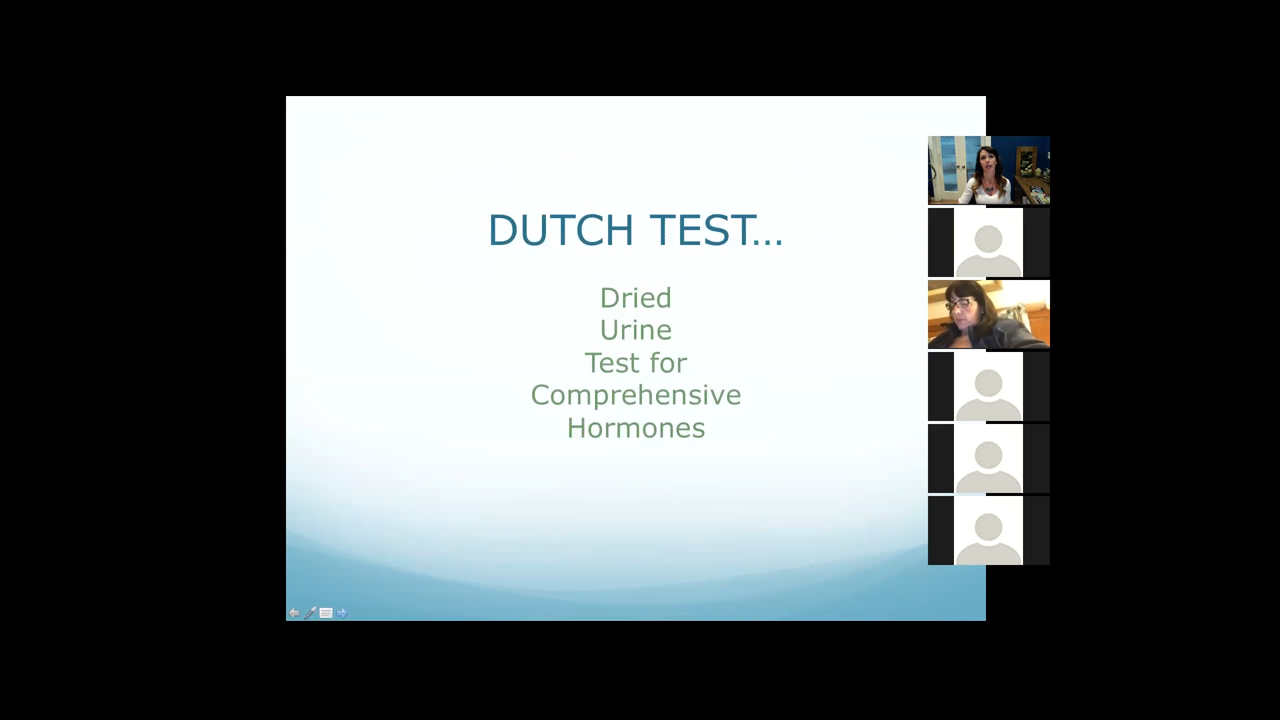 DUTCH TEST...
Dried
Urine
Test for
Comprehensive
Hormones